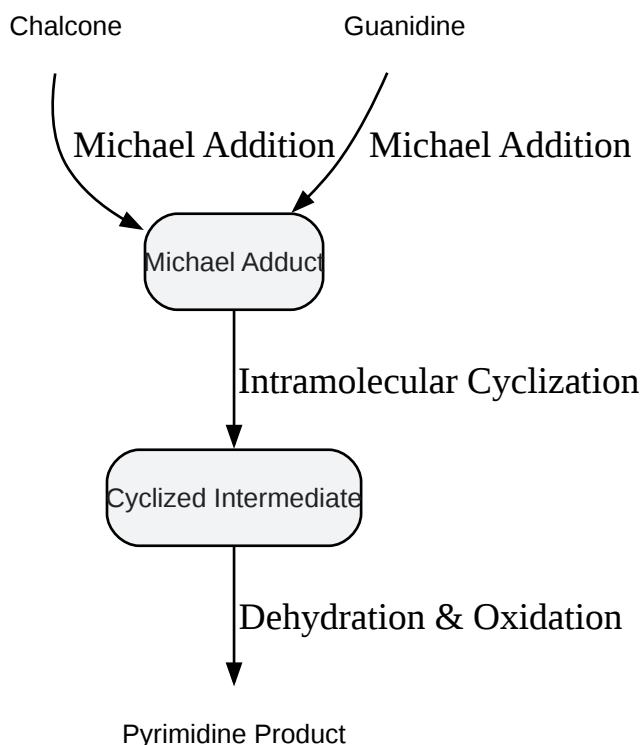 Chalcone
Guanidine
Michael Addition
Michael Addition
Michael Adduct
Intramolecular Cyclization
Cyclized Intermediate
Dehydration & Oxidation
Pyrimidine Product